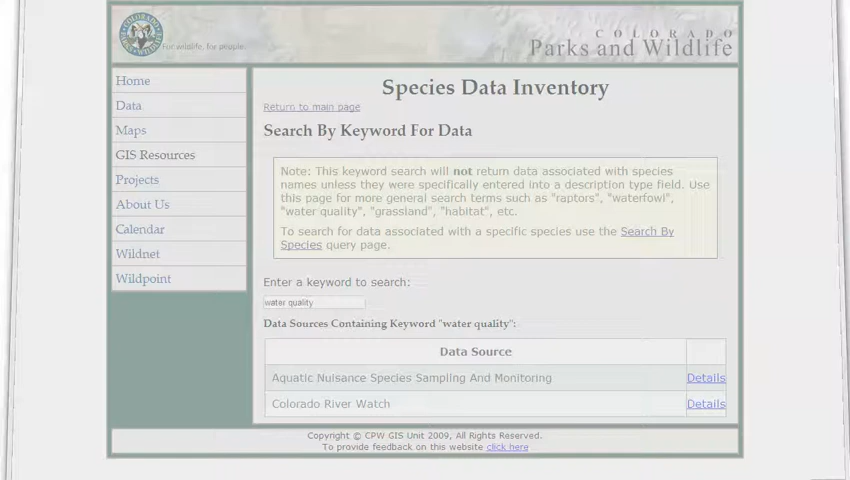 COLORADO
Parks and Wildlife
For wildlife, for people.
Home
Data
Maps
GIS Resources
Projects
About Us
Calendar
Wildnet
Wildpoint
Species Data Inventory
Return to main page
Search By Keyword For Data
Note: This keyword search will not return data associated with species
names unless they were specifically entered into a description type field. Use
this page for more general search terms such as "raptors", "waterfowl",
"water quality", "grassland", "habitat", etc.
To search for data associated with a specific species use the Search By
Species query page.
Enter a keyword to search:
water quality
Data Sources Containing Keyword "water quality":
Data Source
Aquatic Nuisance Species Sampling And Monitoring Details
Colorado River Watch Details
Copyright © CPW GIS Unit 2009, All Rights Reserved.
To provide feedback on this website click here